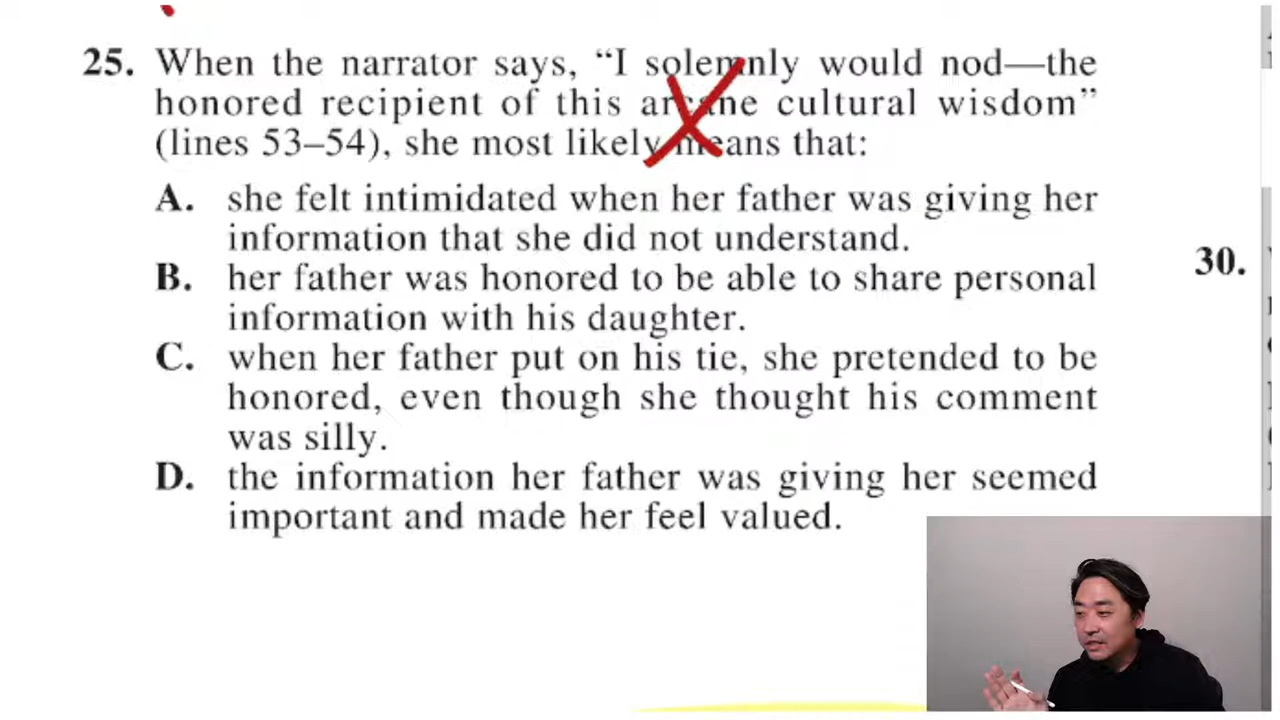 25. When the narrator says, “I solemnly would nod—the
honored recipient of this arcane cultural wisdom”
(lines 53–54), she most likely means that:
A. she felt intimidated when her father was giving her
information that she did not understand.
B. her father was honored to be able to share personal
information with his daughter.
C. when her father put on his tie, she pretended to be
honored, even though she thought his comment
was silly.
D. the information her father was giving her seemed
important and made her feel valued.
30.